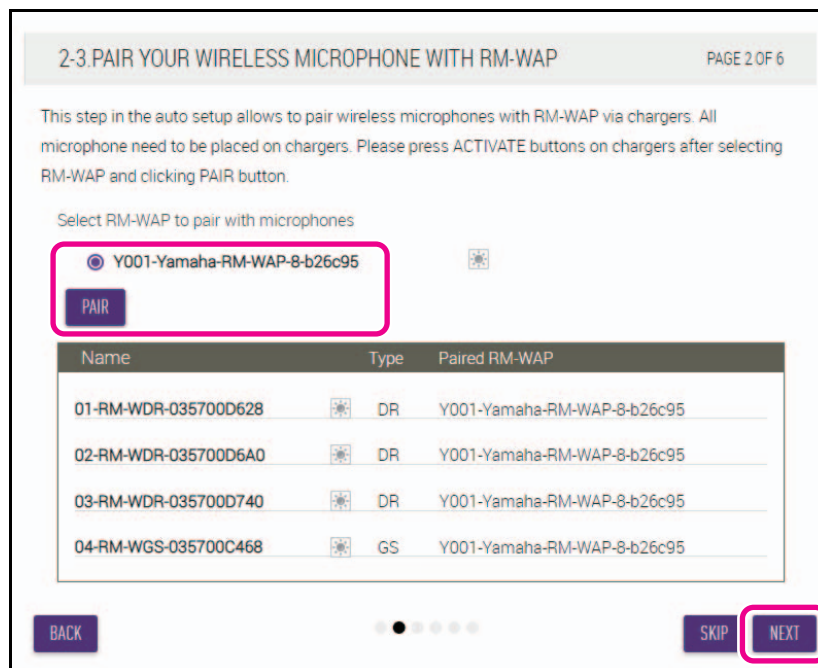 2-3.PAIR YOUR WIRELESS MICROPHONE WITH RM-WAP PAGE 2 OF 6
This step in the auto setup allows to pair wireless microphones with RM-WAP via chargers. All
microphone need to be placed on chargers. Please press ACTIVATE buttons on chargers after selecting
RM-WAP and clicking PAIR button.
Select RM-WAP to pair with microphones
Y001-Yamaha-RM-WAP-8-b26c95
PAIR
Name Type Paired RM-WAP
01-RM-WDR-035700D628 DR Y001-Yamaha-RM-WAP-8-b26c95
02-RM-WDR-035700D6A0 DR Y001-Yamaha-RM-WAP-8-b26c95
03-RM-WDR-035700D740 DR Y001-Yamaha-RM-WAP-8-b26c95
04-RM-WGS-035700C468 GS Y001-Yamaha-RM-WAP-8-b26c95
BACK SKIP NEXT